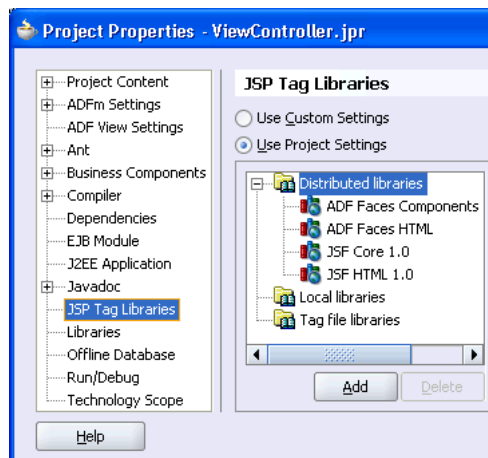 Project Properties - ViewController.jpr
Project Content
ADFm Settings
ADF View Settings
Ant
Business Components
Compiler
Dependencies
EJB Module
J2EE Application
Javadoc
JSP Tag Libraries
Libraries
Offline Database
Run/Debug
Technology Scope
Help
JSP Tag Libraries
Use Custom Settings
Use Project Settings
Distributed libraries
ADF Faces Components
ADF Faces HTML
JSF Core 1.0
JSF HTML 1.0
Local libraries
Tag file libraries
Add
Delete